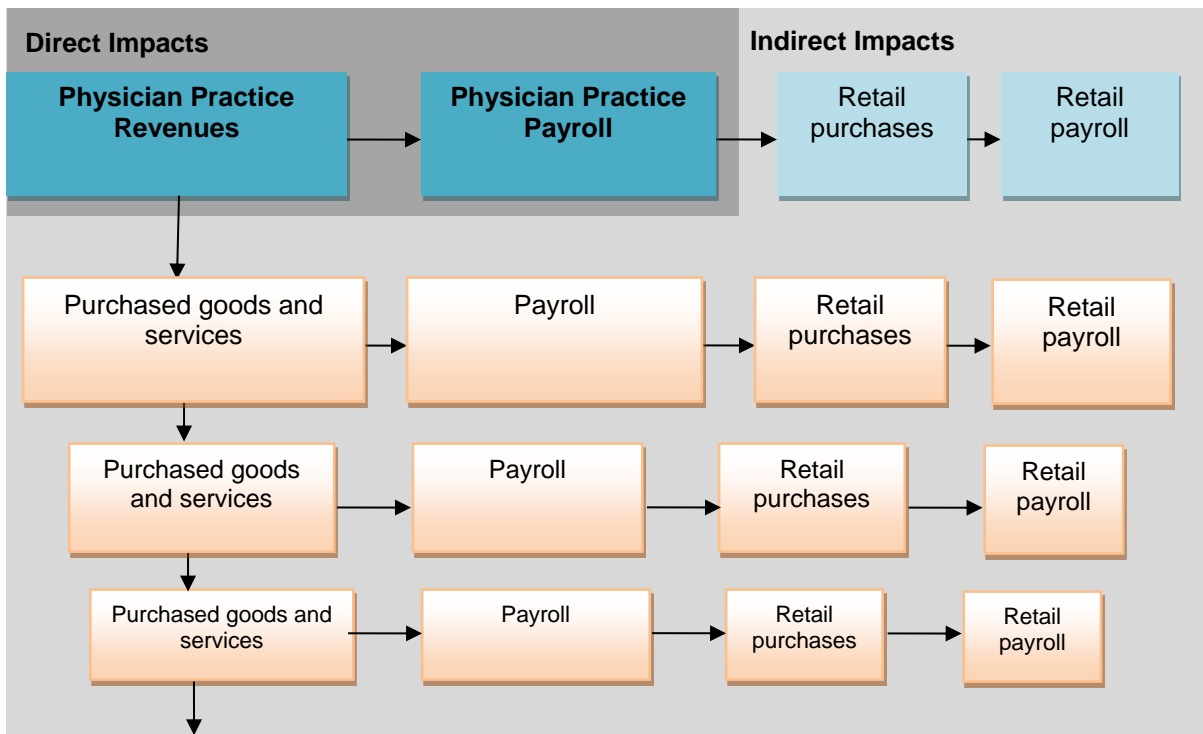 Direct Impacts
Indirect Impacts
Physician Practice
Revenues
Physician Practice
Payroll
Retail
purchases
Retail
payroll
Purchased goods and
services
Payroll
Retail
purchases
Retail
payroll
Purchased goods
and services
Payroll
Retail
purchases
Retail
payroll
Purchased goods and
services
Payroll
Retail
purchases
Retail
payroll